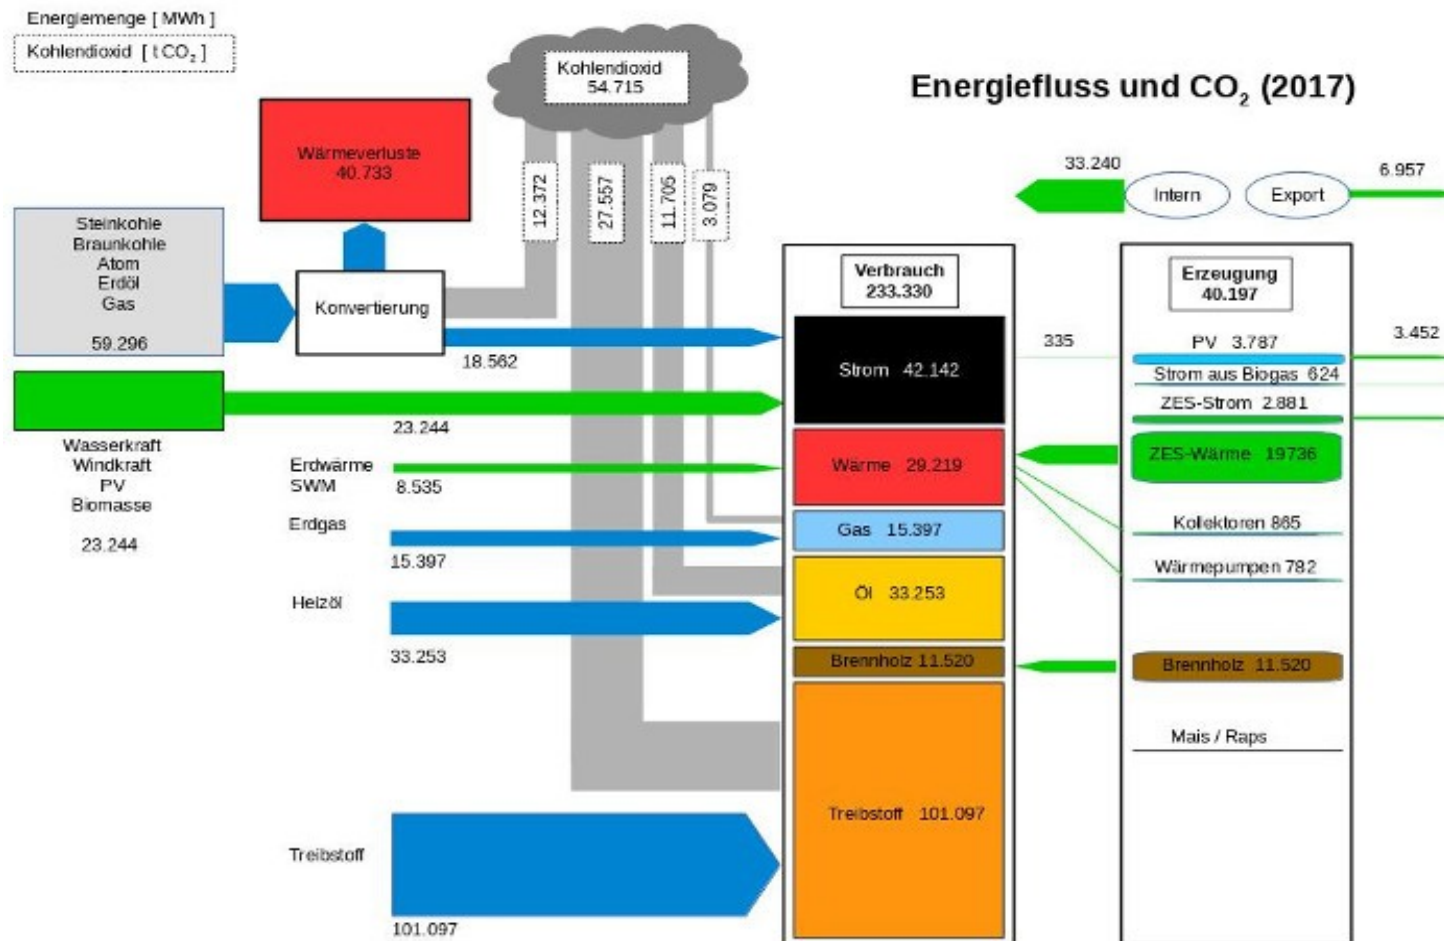 Energiemenge [ MWh ]
Kohlendioxid [ t CO₂ ]
Kohlendioxid
54.715
Energiefluss und CO₂ (2017)
Wärmeverluste
40.733
12.372
27.557
11.705
3.079
33.240
Intern
Export
6.957
Steinkohle
Braunkohle
Atom
Erdöl
Gas
59.296
Konvertierung
18.562
Verbrauch
233.330
Erzeugung
40.197
Strom 42.142
335
PV 3.787
3.452
Strom aus Biogas 624
ZES-Strom 2.881
23.244
Wasserkraft
Windkraft
PV
Biomasse
23.244
Erdwärme
SWM
8.535
Wärme 29.219
ZES-Wärme 19736
Erdgas
15.397
Gas 15.397
Kollektoren 865
Wärmepumpen 782
Heizöl
33.253
Öl 33.253
Brennholz 11.520
Brennholz 11.520
Mais / Raps
Treibstoff
101.097
Treibstoff 101.097